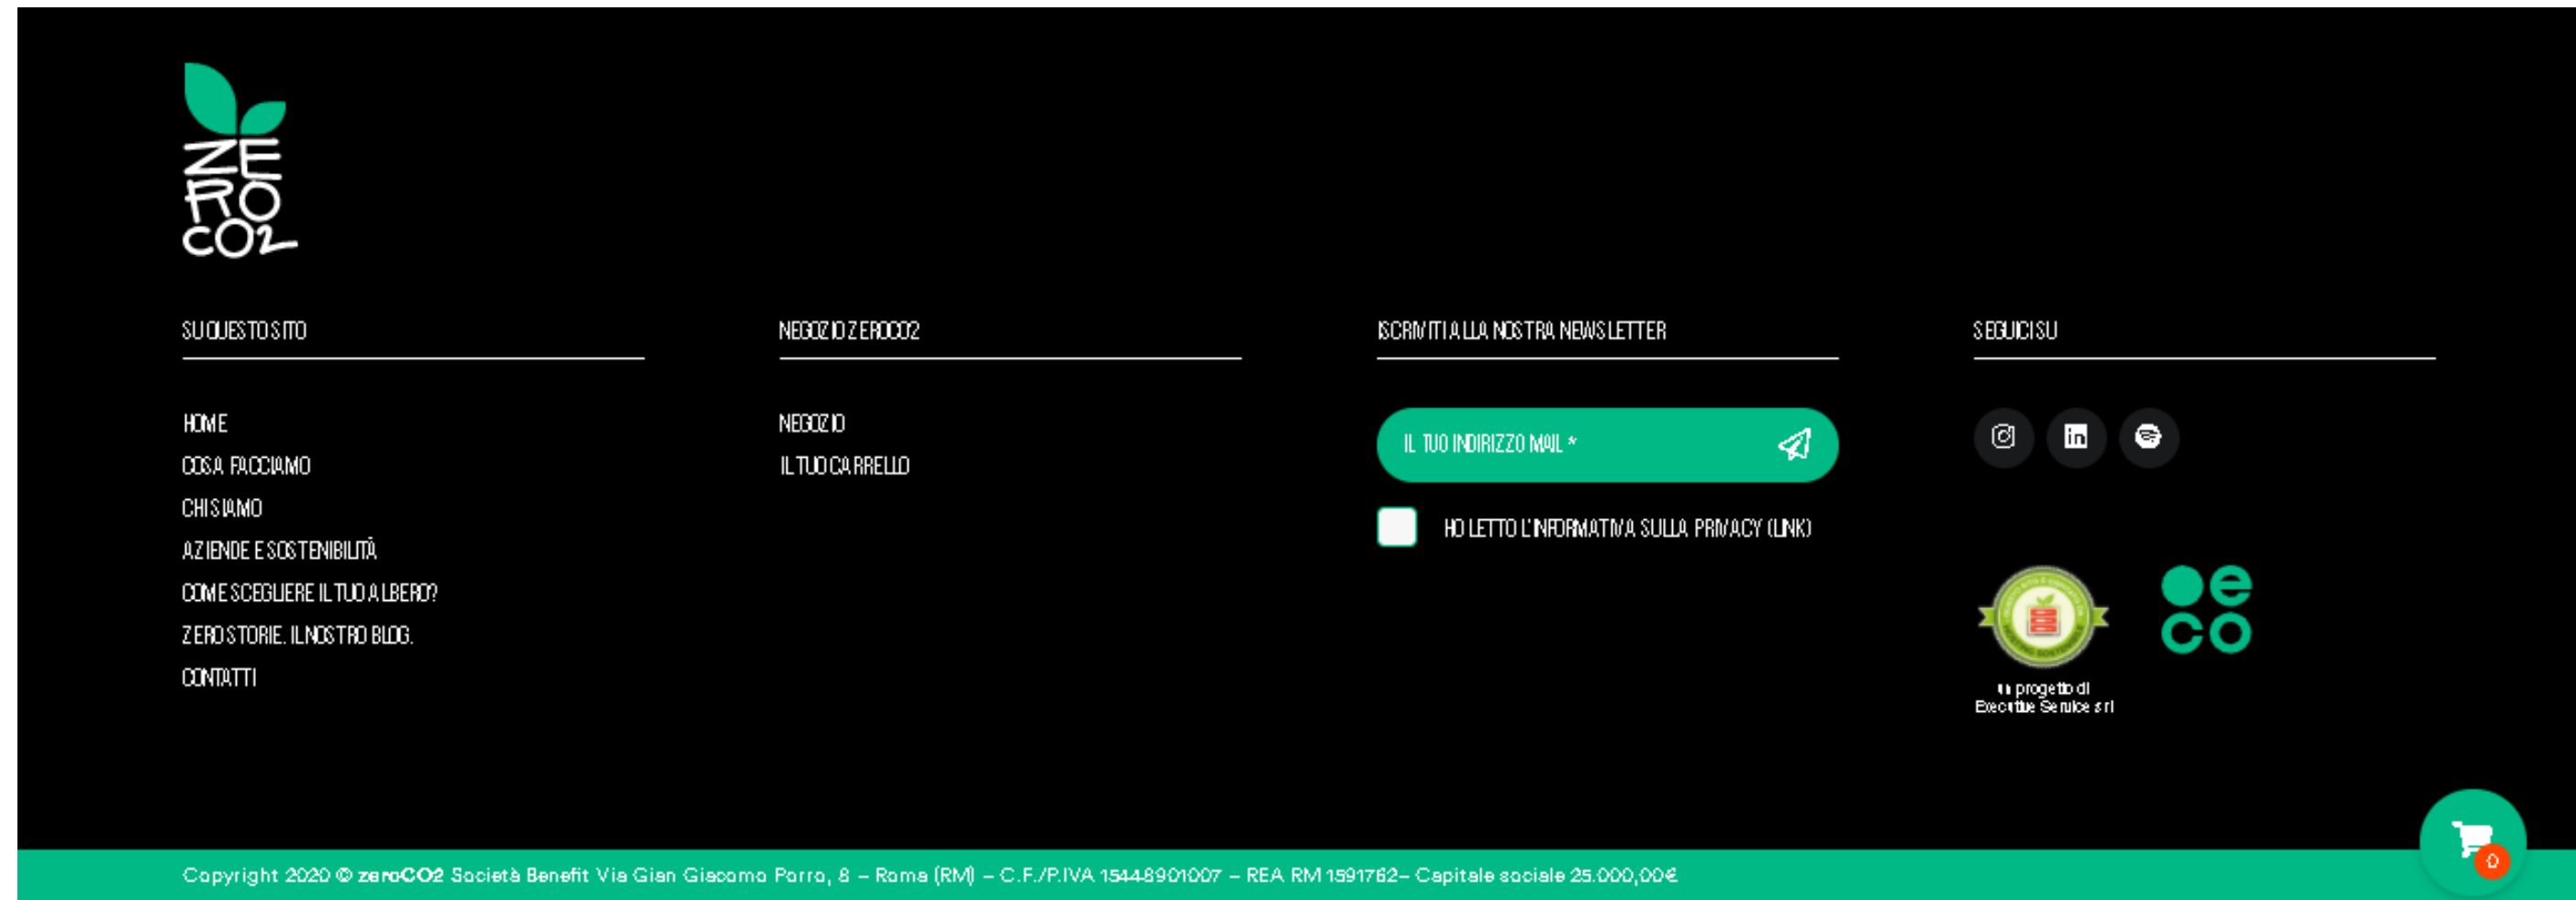 ZE
RO
CO2
SU QUESTO SITO
HOME
COSA FACCIAMO
CHI SIAMO
AZIENDE E SOSTENIBILITÀ
COME SCEGLIERE IL TUO ALBERO?
ZERO STORIE. IL NOSTRO BLOG.
CONTATTI
NEGOZIO ZEROCO2
NEGOZIO
IL TUO CARRELLO
ISCRIVITI ALLA NOSTRA NEWSLETTER
IL TUO INDIRIZZO MAIL *
HO LETTO L'INFORMATIVA SULLA PRIVACY (LINK)
SEGUICI SU
in
eco
un progetto di
Executive Service srl
0
Copyright 2020 © zeroCO2 Società Benefit Via Gian Giacomo Porro, 8 – Roma (RM) – C.F./P.IVA 15448901007 – REA RM 1591762– Capitale sociale 25.000,00€